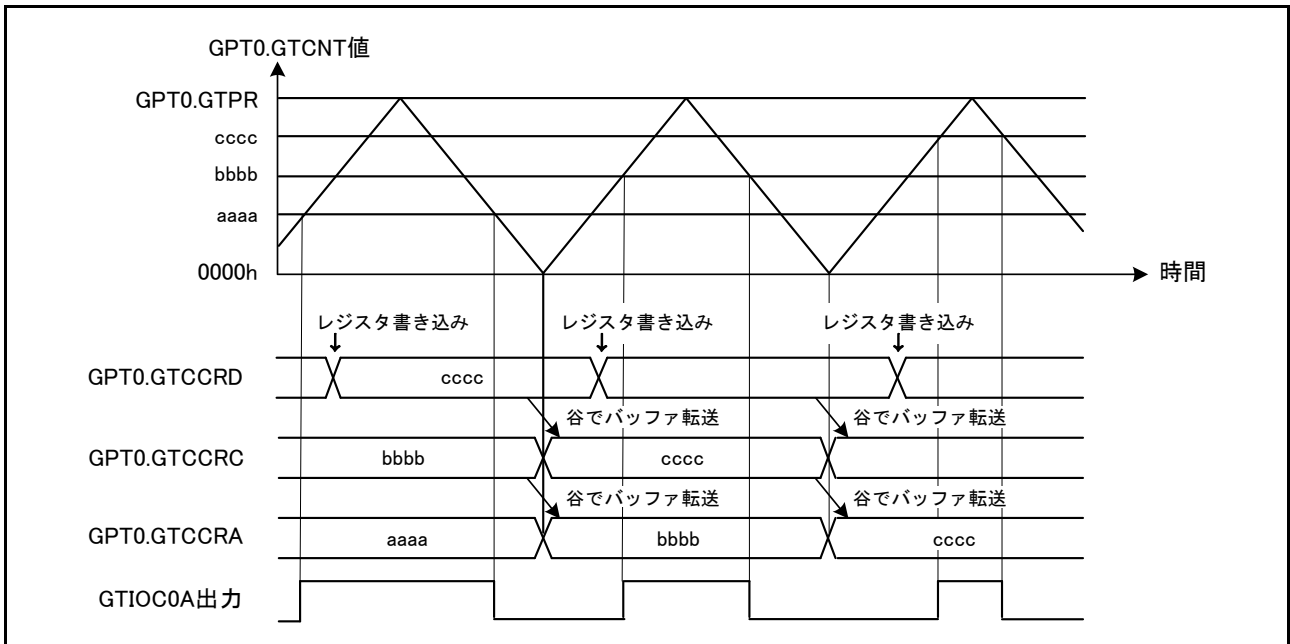 GPT0.GTCNT値
GPT0.GTPR
cccc
bbbb
aaaa
0000h
時間
レジスタ書き込み レジスタ書き込み レジスタ書き込み
GPT0.GTCCRD cccc
谷でバッファ転送 谷でバッファ転送
GPT0.GTCCRC bbbb cccc
谷でバッファ転送 谷でバッファ転送
GPT0.GTCCRA aaaa bbbb cccc
GTIOC0A出力